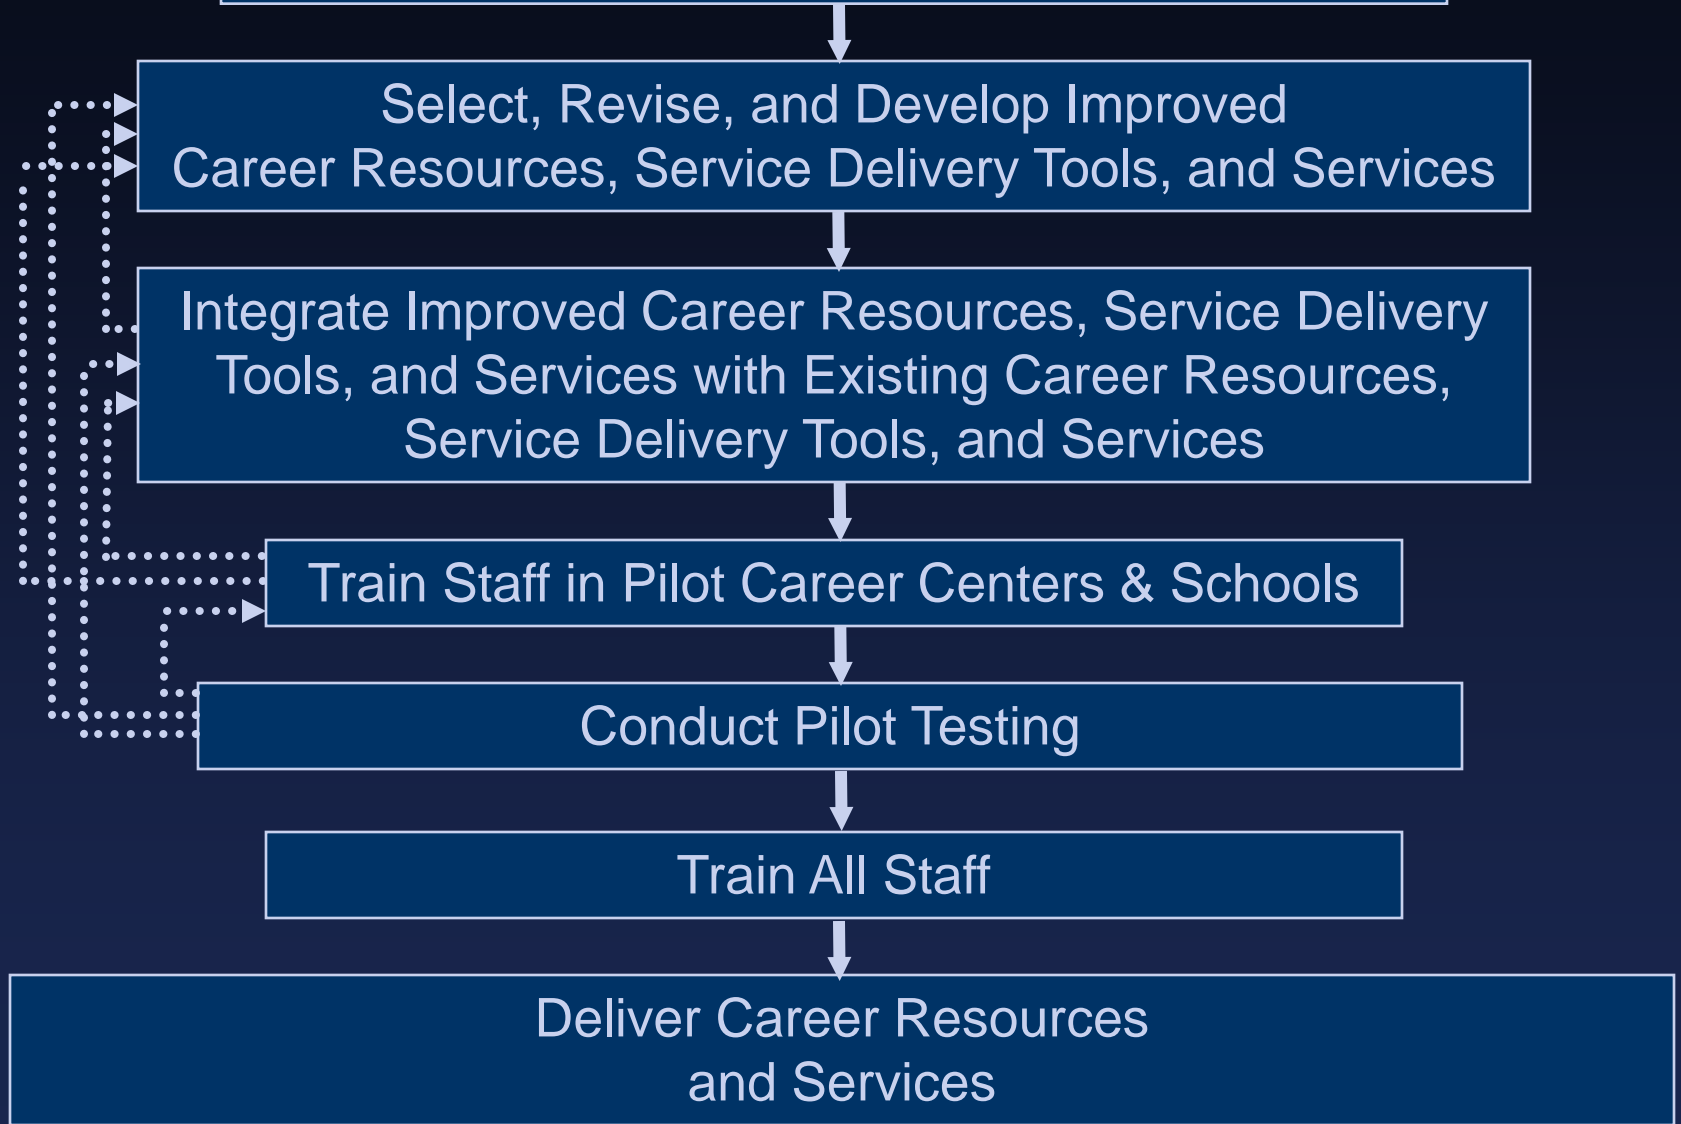 Select, Revise, and Develop Improved
Career Resources, Service Delivery Tools, and Services
Integrate Improved Career Resources, Service Delivery
Tools, and Services with Existing Career Resources,
Service Delivery Tools, and Services
Train Staff in Pilot Career Centers & Schools
Conduct Pilot Testing
Train All Staff
Deliver Career Resources
and Services